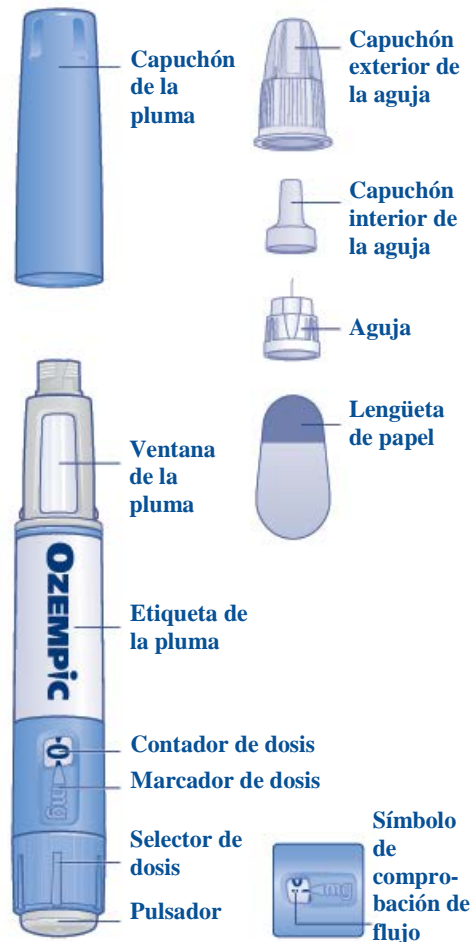 Capuchón
de la
pluma
Capuchón
exterior de
la aguja
Capuchón
interior de
la aguja
Aguja
Lengüeta
de papel
Ventana
de la
pluma
OZEMPIC
Etiqueta de
la pluma
0
mg
Contador de dosis
Marcador de dosis
Selector de
dosis
Pulsador
0
mg
Símbolo
de
compro-
bación de
flujo